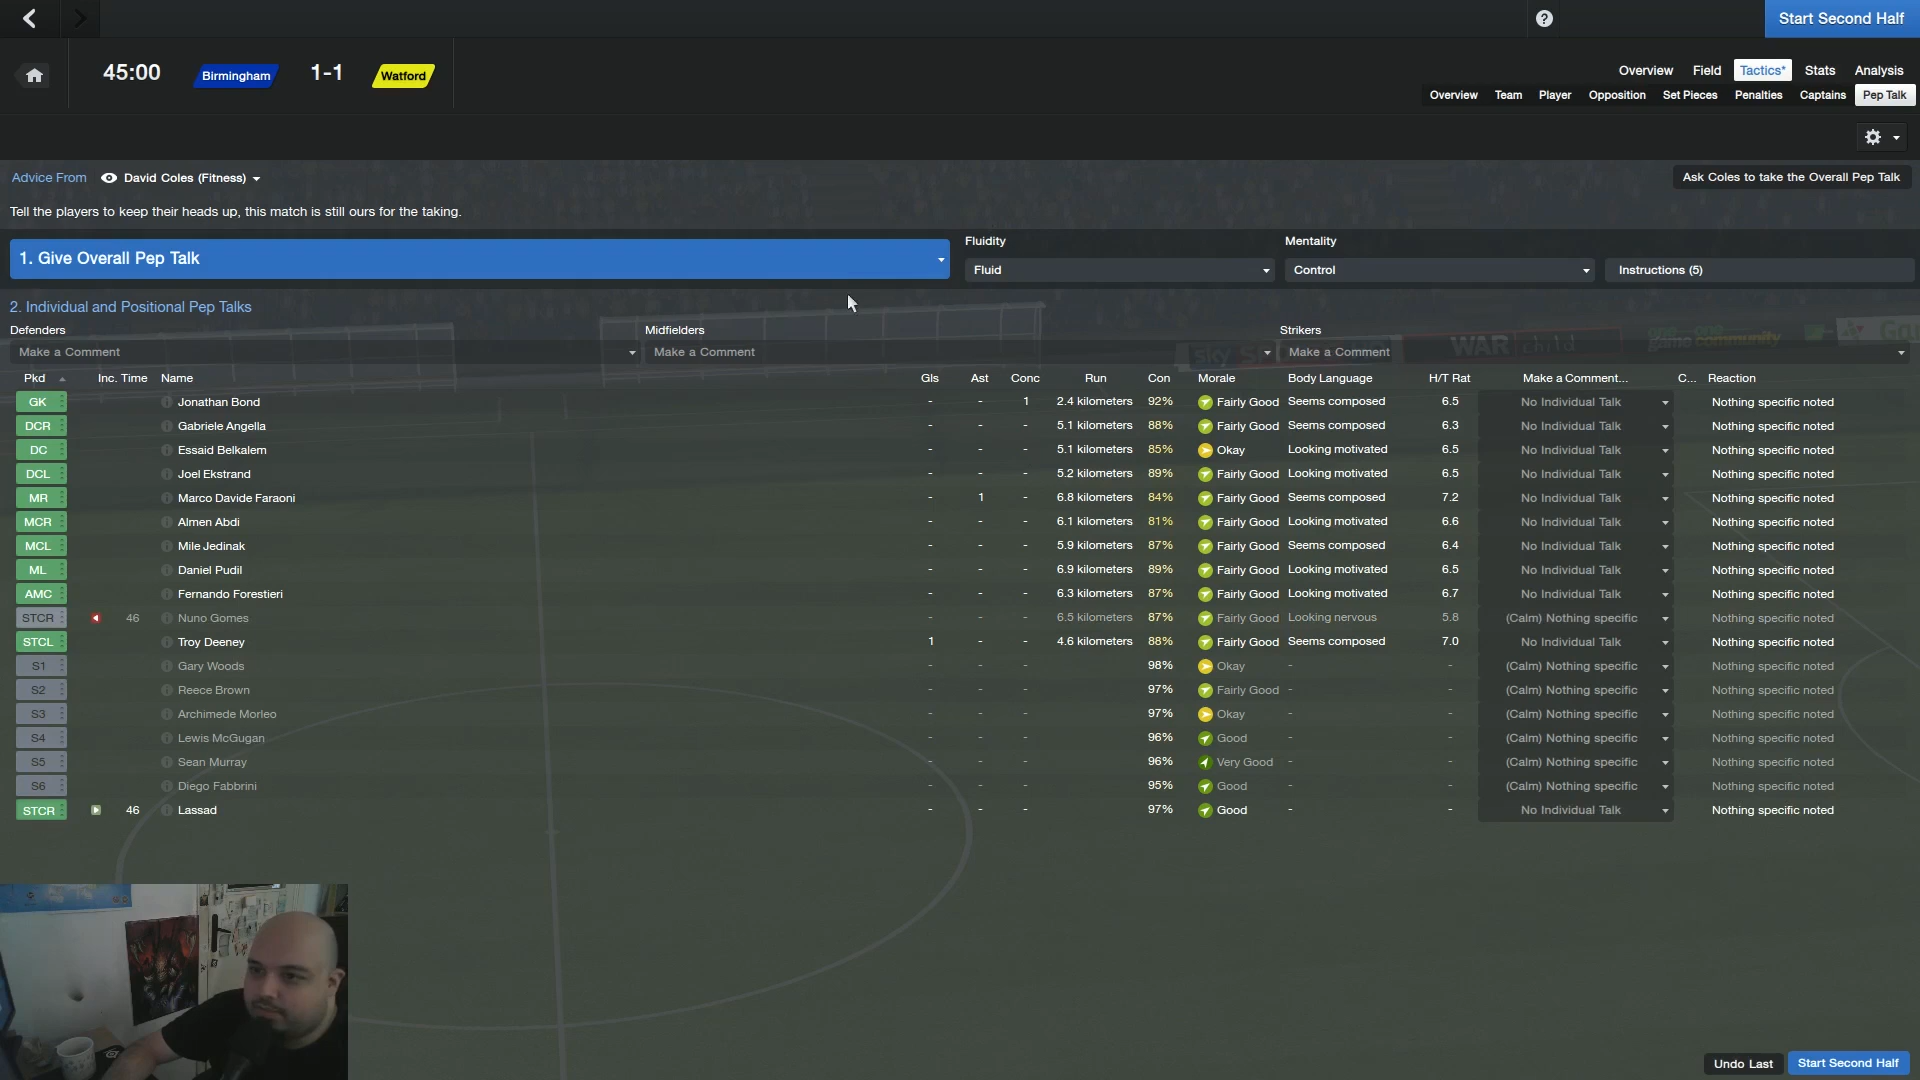 Start Second Half
45:00 Birmingham 1-1 Watford
Overview Field Tactics* Stats Analysis
Overview Team Player Opposition Set Pieces Penalties Captains Pep Talk
Advice From David Coles (Fitness)
Ask Coles to take the Overall Pep Talk
Tell the players to keep their heads up, this match is still ours for the taking.
Fluidity Mentality
1. Give Overall Pep Talk Fluid Control Instructions (5)
2. Individual and Positional Pep Talks
Defenders Midfielders Strikers
Make a Comment Make a Comment Make a Comment
Pkd Inc. Time Name Gls Ast Conc Run Con Morale Body Language H/T Rat Make a Comment... C... Reaction
GK Jonathan Bond - - 1 2.4 kilometers 92% Fairly Good Seems composed 6.5 No Individual Talk Nothing specific noted
DCR Gabriele Angella - - - 5.1 kilometers 88% Fairly Good Seems composed 6.3 No Individual Talk Nothing specific noted
DC Essaid Belkalem - - - 5.1 kilometers 85% Okay Looking motivated 6.5 No Individual Talk Nothing specific noted
DCL Joel Ekstrand - - - 5.2 kilometers 89% Fairly Good Looking motivated 6.5 No Individual Talk Nothing specific noted
MR Marco Davide Faraoni - 1 - 6.8 kilometers 84% Fairly Good Seems composed 7.2 No Individual Talk Nothing specific noted
MCR Almen Abdi - - - 6.1 kilometers 81% Fairly Good Looking motivated 6.6 No Individual Talk Nothing specific noted
MCL Mile Jedinak - - - 5.9 kilometers 87% Fairly Good Seems composed 6.4 No Individual Talk Nothing specific noted
ML Daniel Pudil - - - 6.9 kilometers 89% Fairly Good Looking motivated 6.5 No Individual Talk Nothing specific noted
AMC Fernando Forestieri - - - 6.3 kilometers 87% Fairly Good Looking motivated 6.7 No Individual Talk Nothing specific noted
STCR 46 Nuno Gomes - - - 6.5 kilometers 87% Fairly Good Looking nervous 5.8 (Calm) Nothing specific Nothing specific noted
STCL Troy Deeney 1 - - 4.6 kilometers 88% Fairly Good Seems composed 7.0 No Individual Talk Nothing specific noted
S1 Gary Woods - - - 98% Okay - - (Calm) Nothing specific Nothing specific noted
S2 Reece Brown - - - 97% Fairly Good - - (Calm) Nothing specific Nothing specific noted
S3 Archimede Morleo - - - 97% Okay - - (Calm) Nothing specific Nothing specific noted
S4 Lewis McGugan - - - 96% Good - - (Calm) Nothing specific Nothing specific noted
S5 Sean Murray - - - 96% Very Good - - (Calm) Nothing specific Nothing specific noted
S6 Diego Fabbrini - - - 95% Good - - (Calm) Nothing specific Nothing specific noted
STCR 46 Lassad - - - 97% Good - - No Individual Talk Nothing specific noted
Undo Last Start Second Half